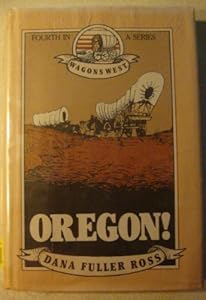 FOURTH IN A SERIES
WAGONS WEST
OREGON!
DANA FULLER ROSS